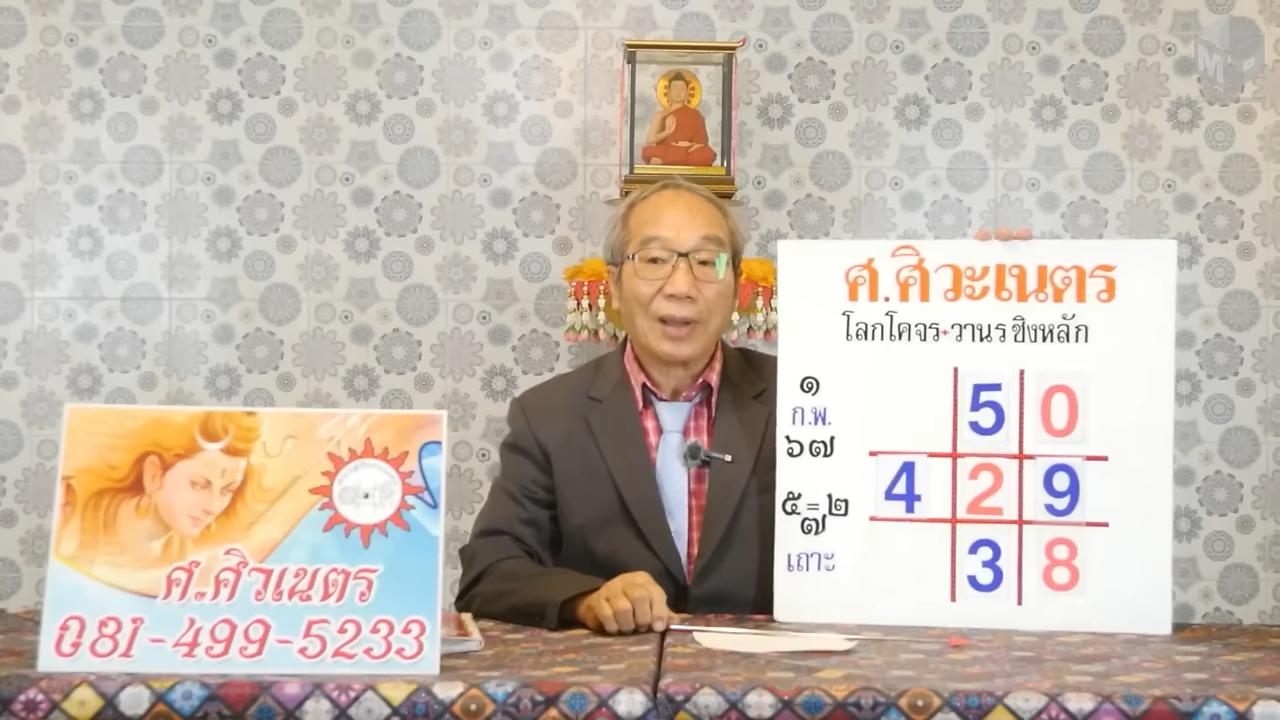 ศ.ศิวะเนตร
โลกโคจร+วานรชิงหลัก
๑
ก.พ.
๖๗
๕=๒
๗
เถาะ
5 0
4 2 9
3 8
ศ.ศิวเนตร
081-499-5233